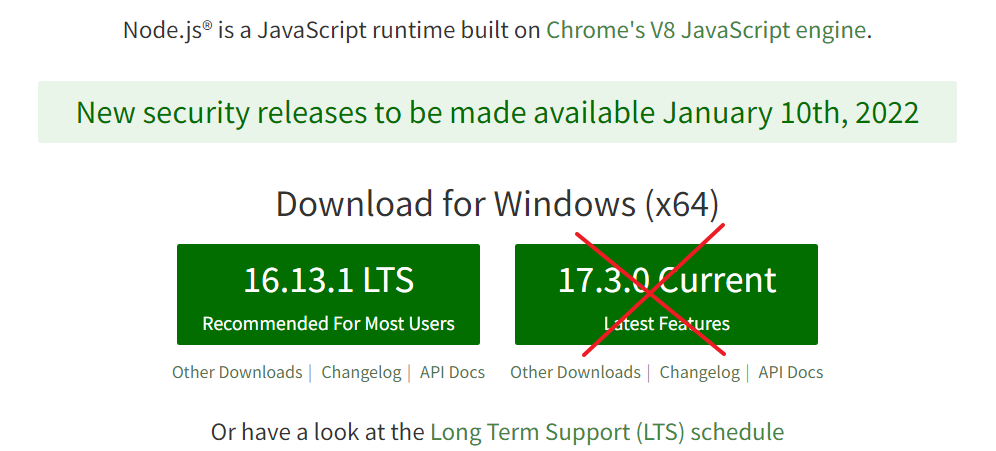 Node.js® is a JavaScript runtime built on Chrome's V8 JavaScript engine.
New security releases to be made available January 10th, 2022
Download for Windows (x64)
16.13.1 LTS
Recommended For Most Users
17.3.0 Current
Latest Features
Other Downloads | Changelog | API Docs
Other Downloads | Changelog | API Docs
Or have a look at the Long Term Support (LTS) schedule